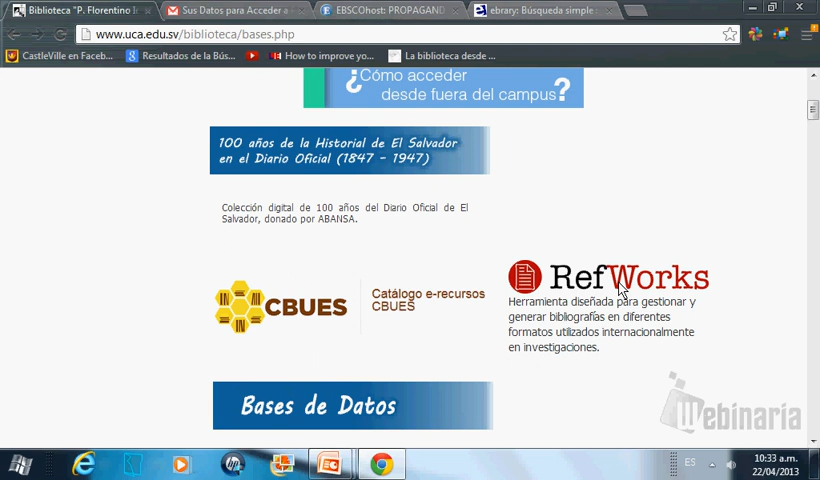 Biblioteca "P. Florentino I
Sus Datos para Acceder a
EBSCOhost: PROPAGAND
ebrary: Búsqueda simple
www.uca.edu.sv/biblioteca/bases.php
CastleVille en Faceb...
Resultados de la Bús...
How to improve yo...
La biblioteca desde ...
¿Cómo acceder
desde fuera del campus?
100 años de la Historial de El Salvador
en el Diario Oficial (1847 - 1947)
Colección digital de 100 años del Diario Oficial de El
Salvador, donado por ABANSA.
CBUES
Catálogo e-recursos
CBUES
RefWorks
Herramienta diseñada para gestionar y
generar bibliografías en diferentes
formatos utilizados internacionalmente
en investigaciones.
Bases de Datos
Webinaria
ES
10:33 a.m.
22/04/2013